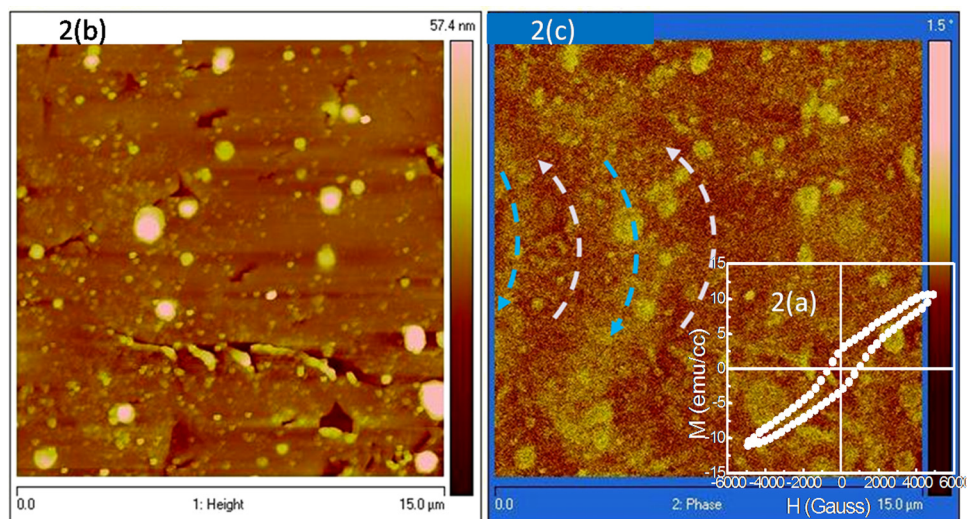 2(b)
57.4 nm
0.0
1: Height
15.0 µm
2(c)
1.5 °
0.0
2: Phase
15.0 µm
2(a)
M (emu/cc)
15
10
5
0
-5
-10
-15
-6000 -4000 -2000 0 2000 4000 6000
H (Gauss)